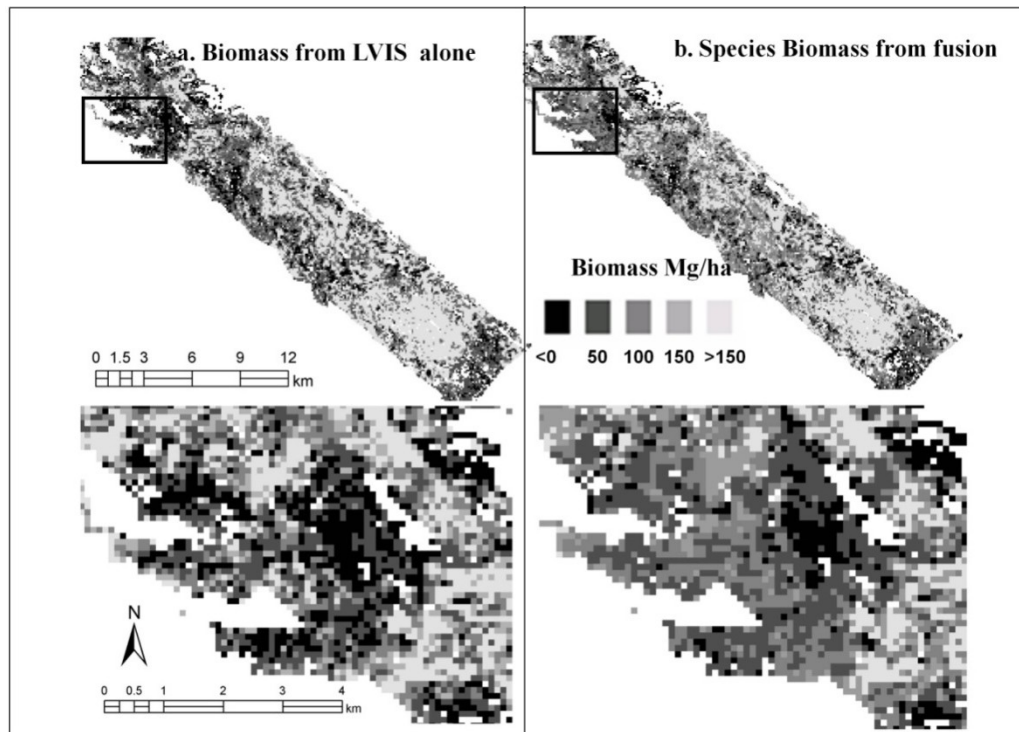 a. Biomass from LVIS alone
b. Species Biomass from fusion
Biomass Mg/ha
<0 50 100 150 >150
0 1.5 3 6 9 12
km
N
0 0.5 1 2 3 4
km